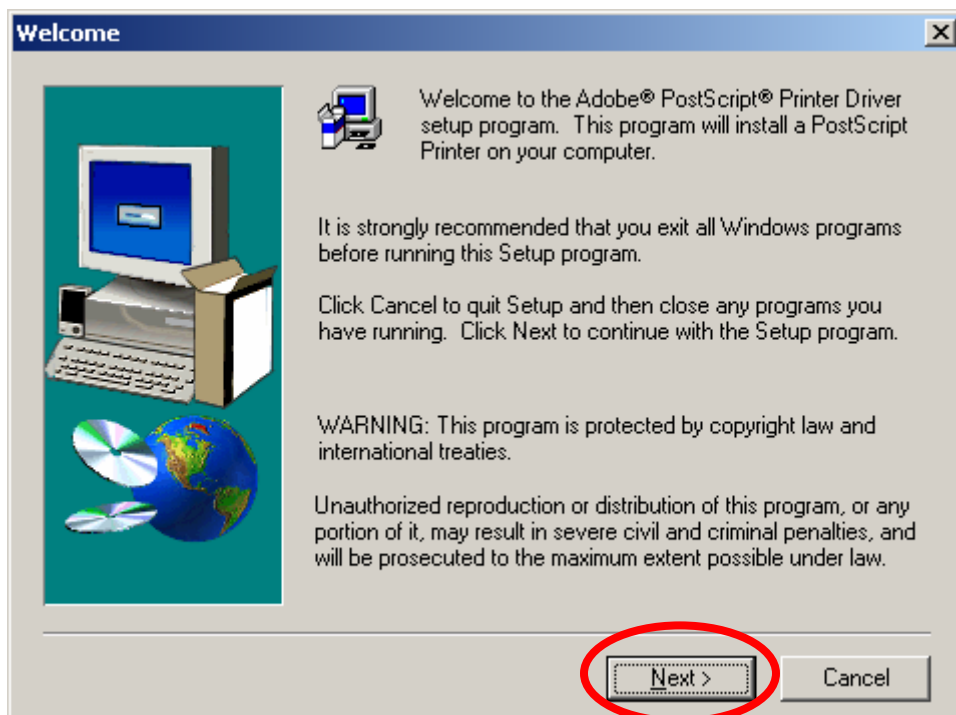 Welcome
Welcome to the Adobe® PostScript® Printer Driver
setup program.  This program will install a PostScript
Printer on your computer.
It is strongly recommended that you exit all Windows programs
before running this Setup program.
Click Cancel to quit Setup and then close any programs you
have running.  Click Next to continue with the Setup program.
WARNING: This program is protected by copyright law and
international treaties.
Unauthorized reproduction or distribution of this program, or any
portion of it, may result in severe civil and criminal penalties, and
will be prosecuted to the maximum extent possible under law.
Next >
Cancel